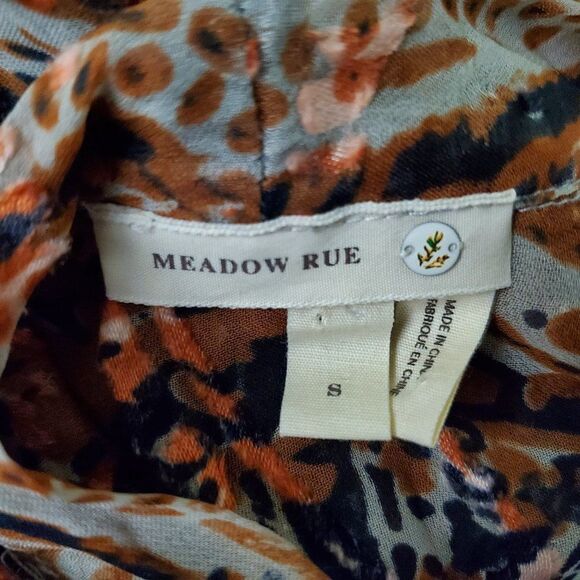 MEADOW RUE
S
MADE IN CHINA
FABRIQUÉ EN CHINE